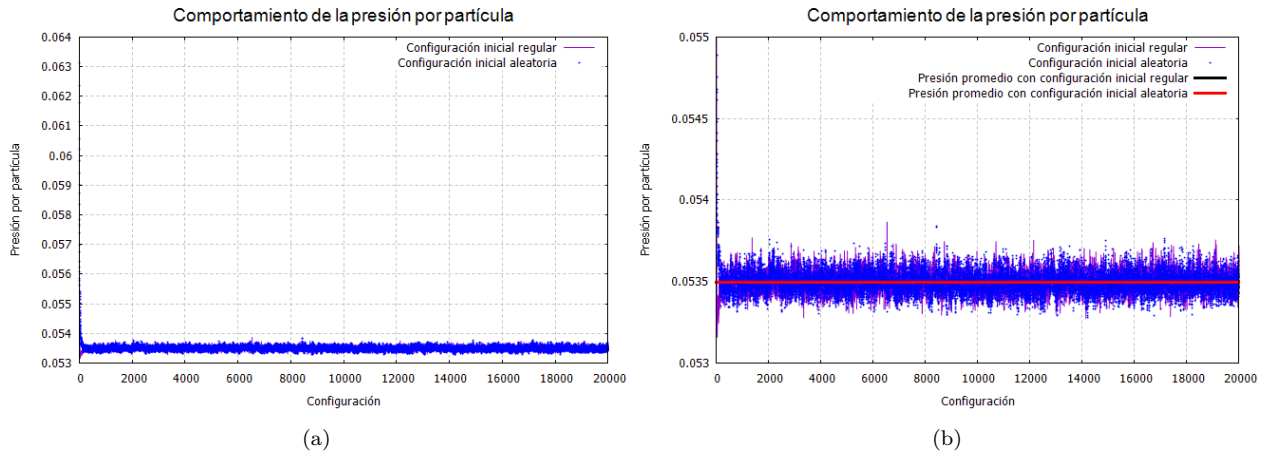 Comportamiento de la presión por partícula
0.064
0.063
0.062
0.061
0.06
0.059
0.058
0.057
0.056
0.055
0.054
0.053
0
2000
4000
6000
8000
10000
12000
14000
16000
18000
20000
Presión por partícula
Configuración
Configuración inicial regular
Configuración inicial aleatoria
(a)
Comportamiento de la presión por partícula
0.055
0.0545
0.054
0.0535
0.053
0
2000
4000
6000
8000
10000
12000
14000
16000
18000
20000
Presión por partícula
Configuración
Configuración inicial regular
Configuración inicial aleatoria
Presión promedio con configuración inicial regular
Presión promedio con configuración inicial aleatoria
(b)